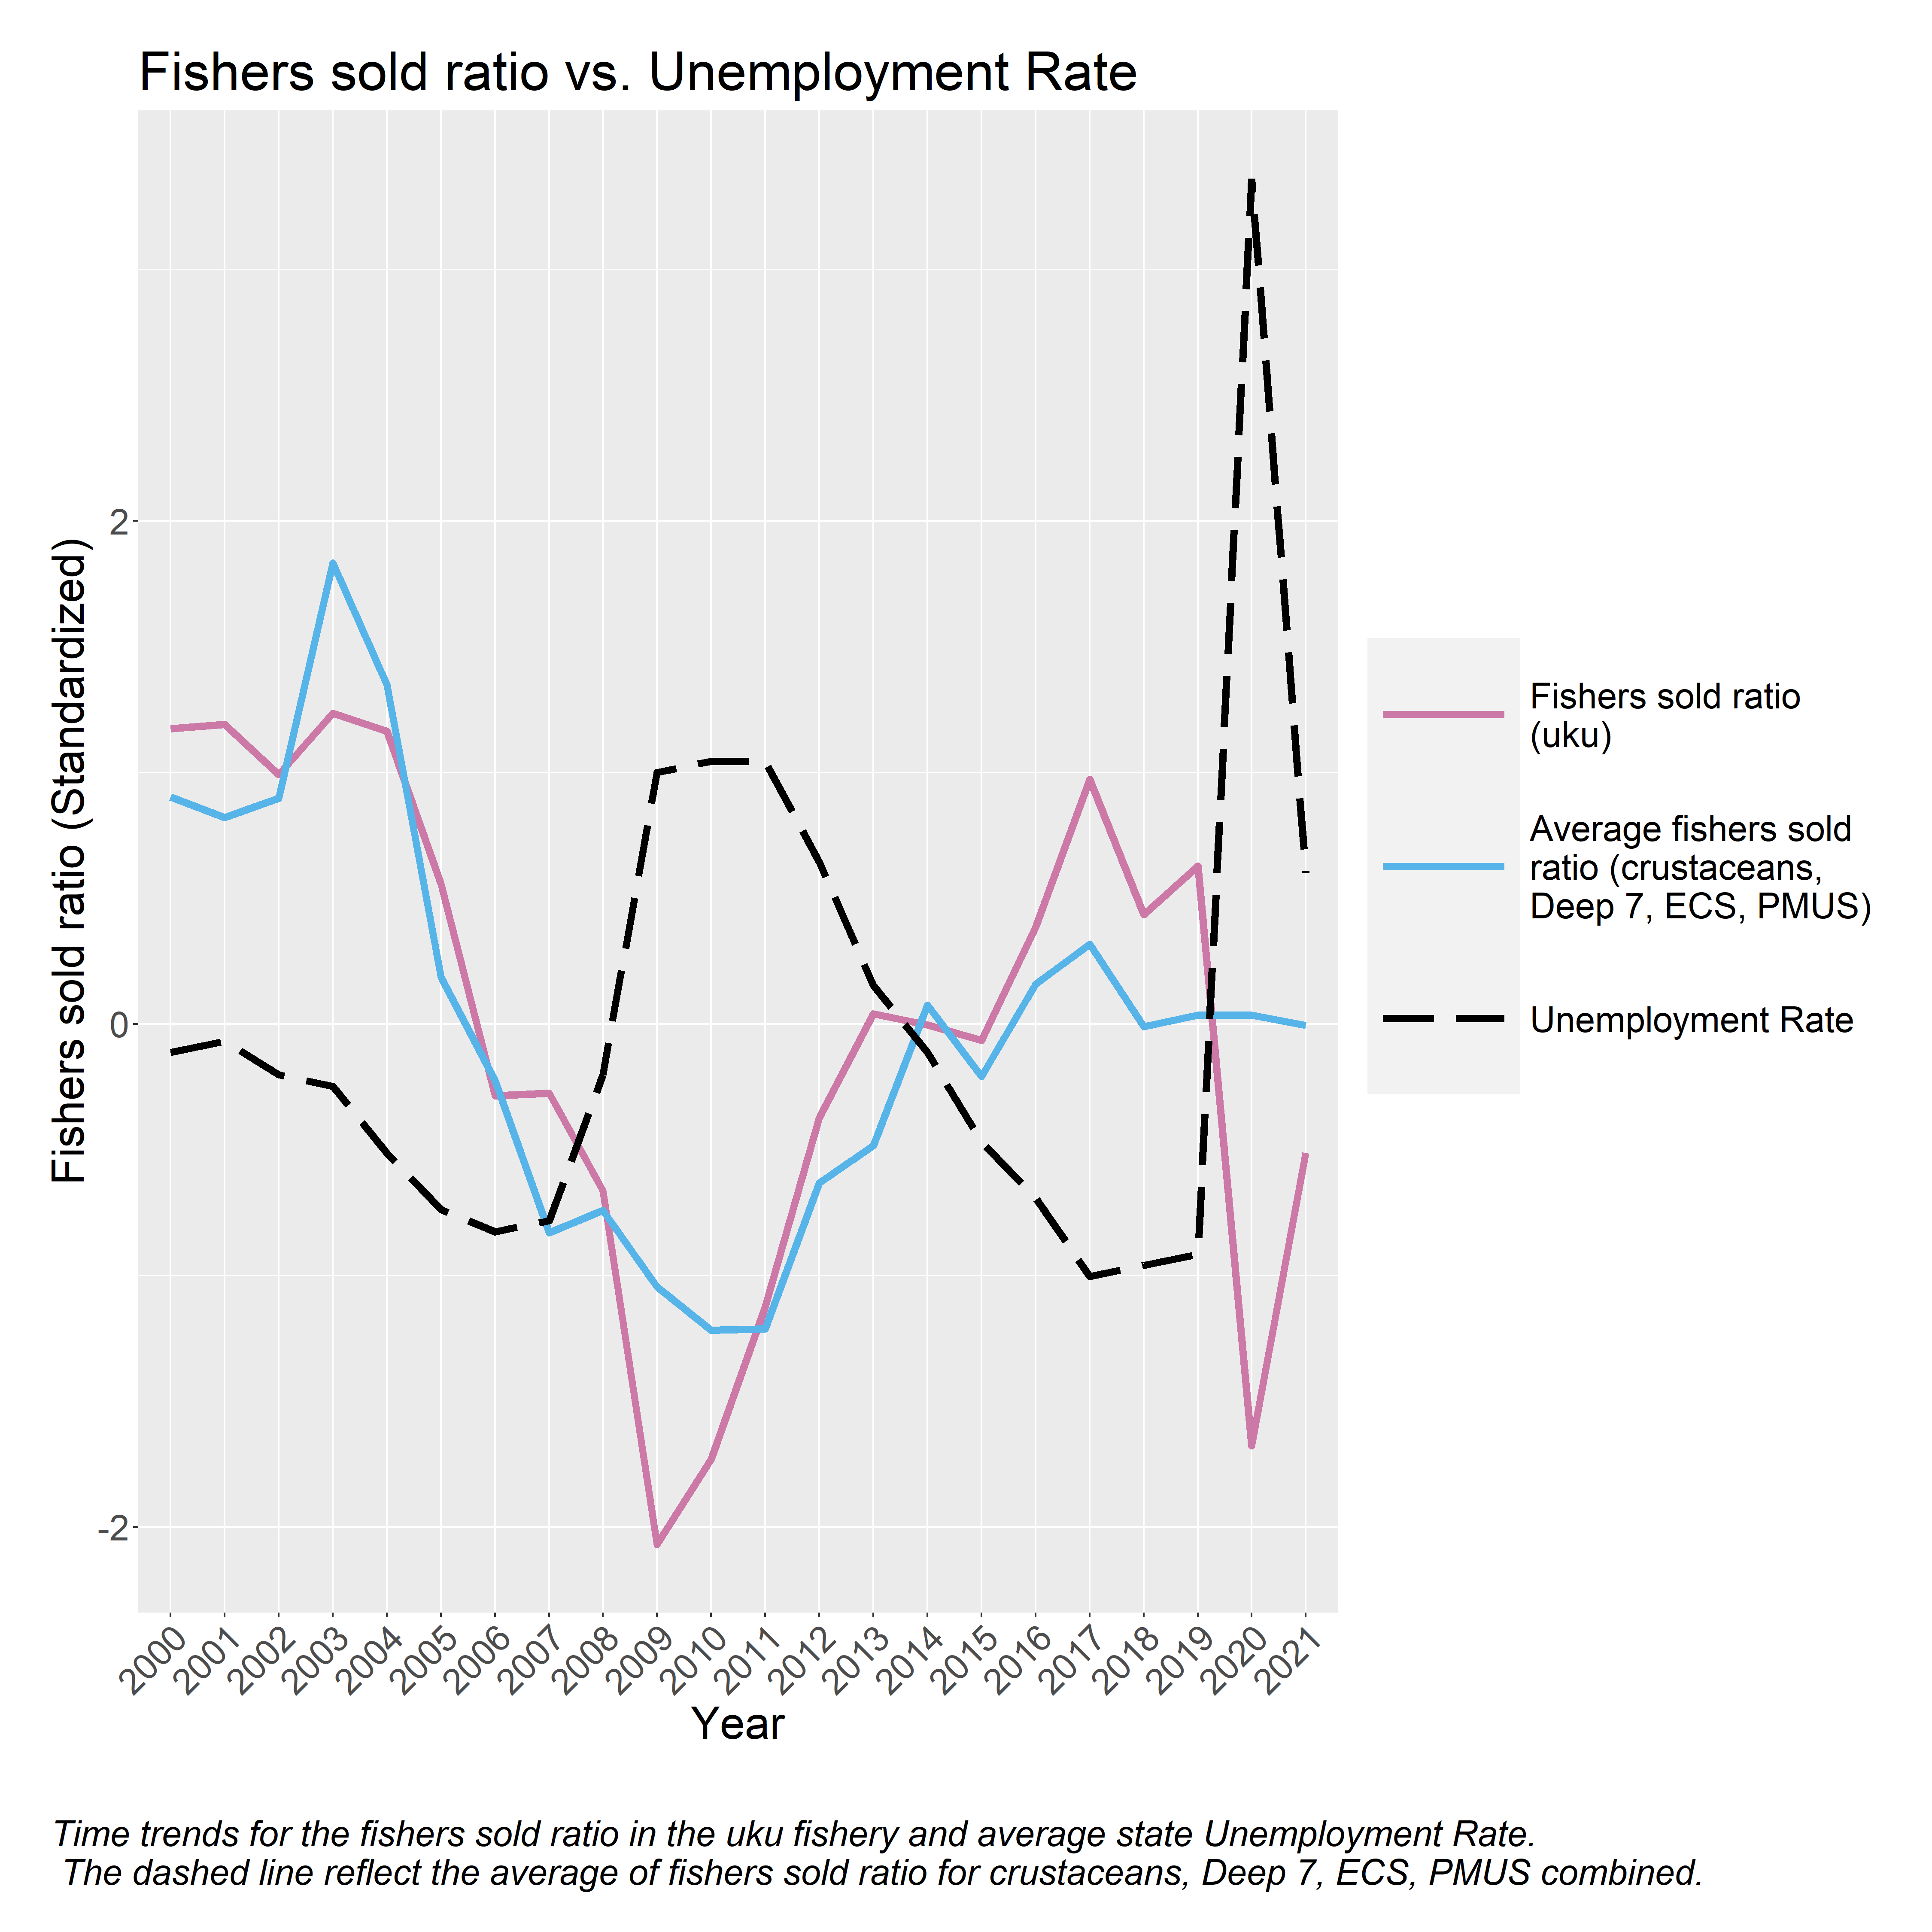 Fishers sold ratio vs. Unemployment Rate
Fishers sold ratio (Standardized)
2
0
-2
2000
2001
2002
2003
2004
2005
2006
2007
2008
2009
2010
2011
2012
2013
2014
2015
2016
2017
2018
2019
2020
2021
Year
Fishers sold ratio
(uku)
Average fishers sold
ratio (crustaceans,
Deep 7, ECS, PMUS)
Unemployment Rate
Time trends for the fishers sold ratio in the uku fishery and average state Unemployment Rate.
The dashed line reflect the average of fishers sold ratio for crustaceans, Deep 7, ECS, PMUS combined.